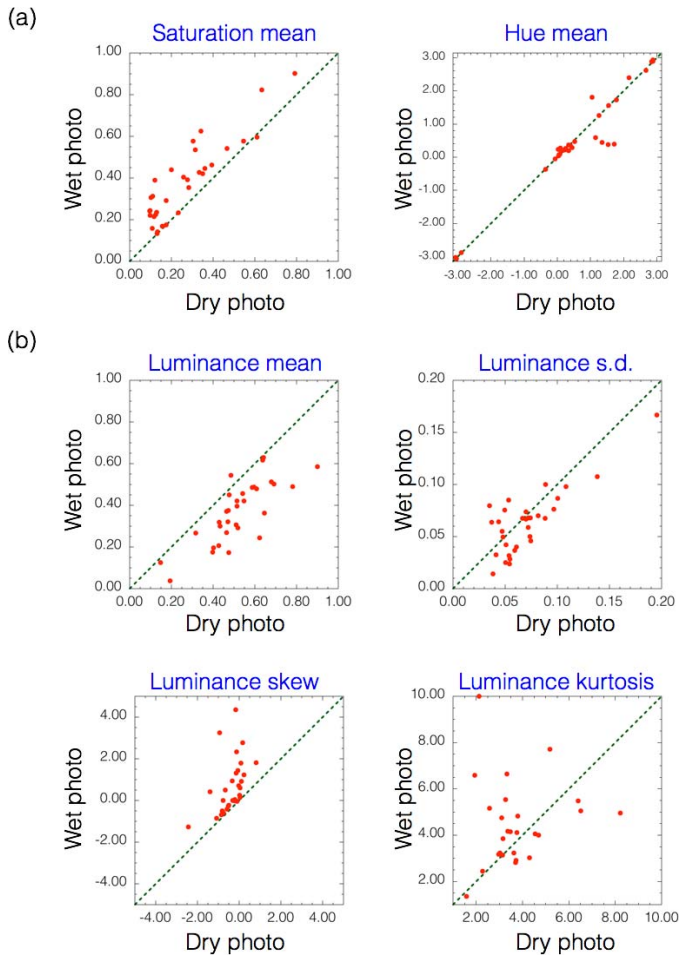 (a)
Saturation mean
Hue mean
1.00
0.80
0.60
0.40
0.20
0.00
Wet photo
0.00 0.20 0.40 0.60 0.80 1.00
Dry photo
3.00
2.00
1.00
0.00
-1.00
-2.00
-3.00
Wet photo
-3.00 -2.00 -1.00 0.00 1.00 2.00 3.00
Dry photo
(b)
Luminance mean
Luminance s.d.
1.00
0.80
0.60
0.40
0.20
0.00
Wet photo
0.00 0.20 0.40 0.60 0.80 1.00
Dry photo
0.20
0.15
0.10
0.05
0.00
Wet photo
0.00 0.05 0.10 0.15 0.20
Dry photo
Luminance skew
Luminance kurtosis
4.00
2.00
0.00
-2.00
-4.00
Wet photo
-4.00 -2.00 0.00 2.00 4.00
Dry photo
10.00
8.00
6.00
4.00
2.00
Wet photo
2.00 4.00 6.00 8.00 10.00
Dry photo